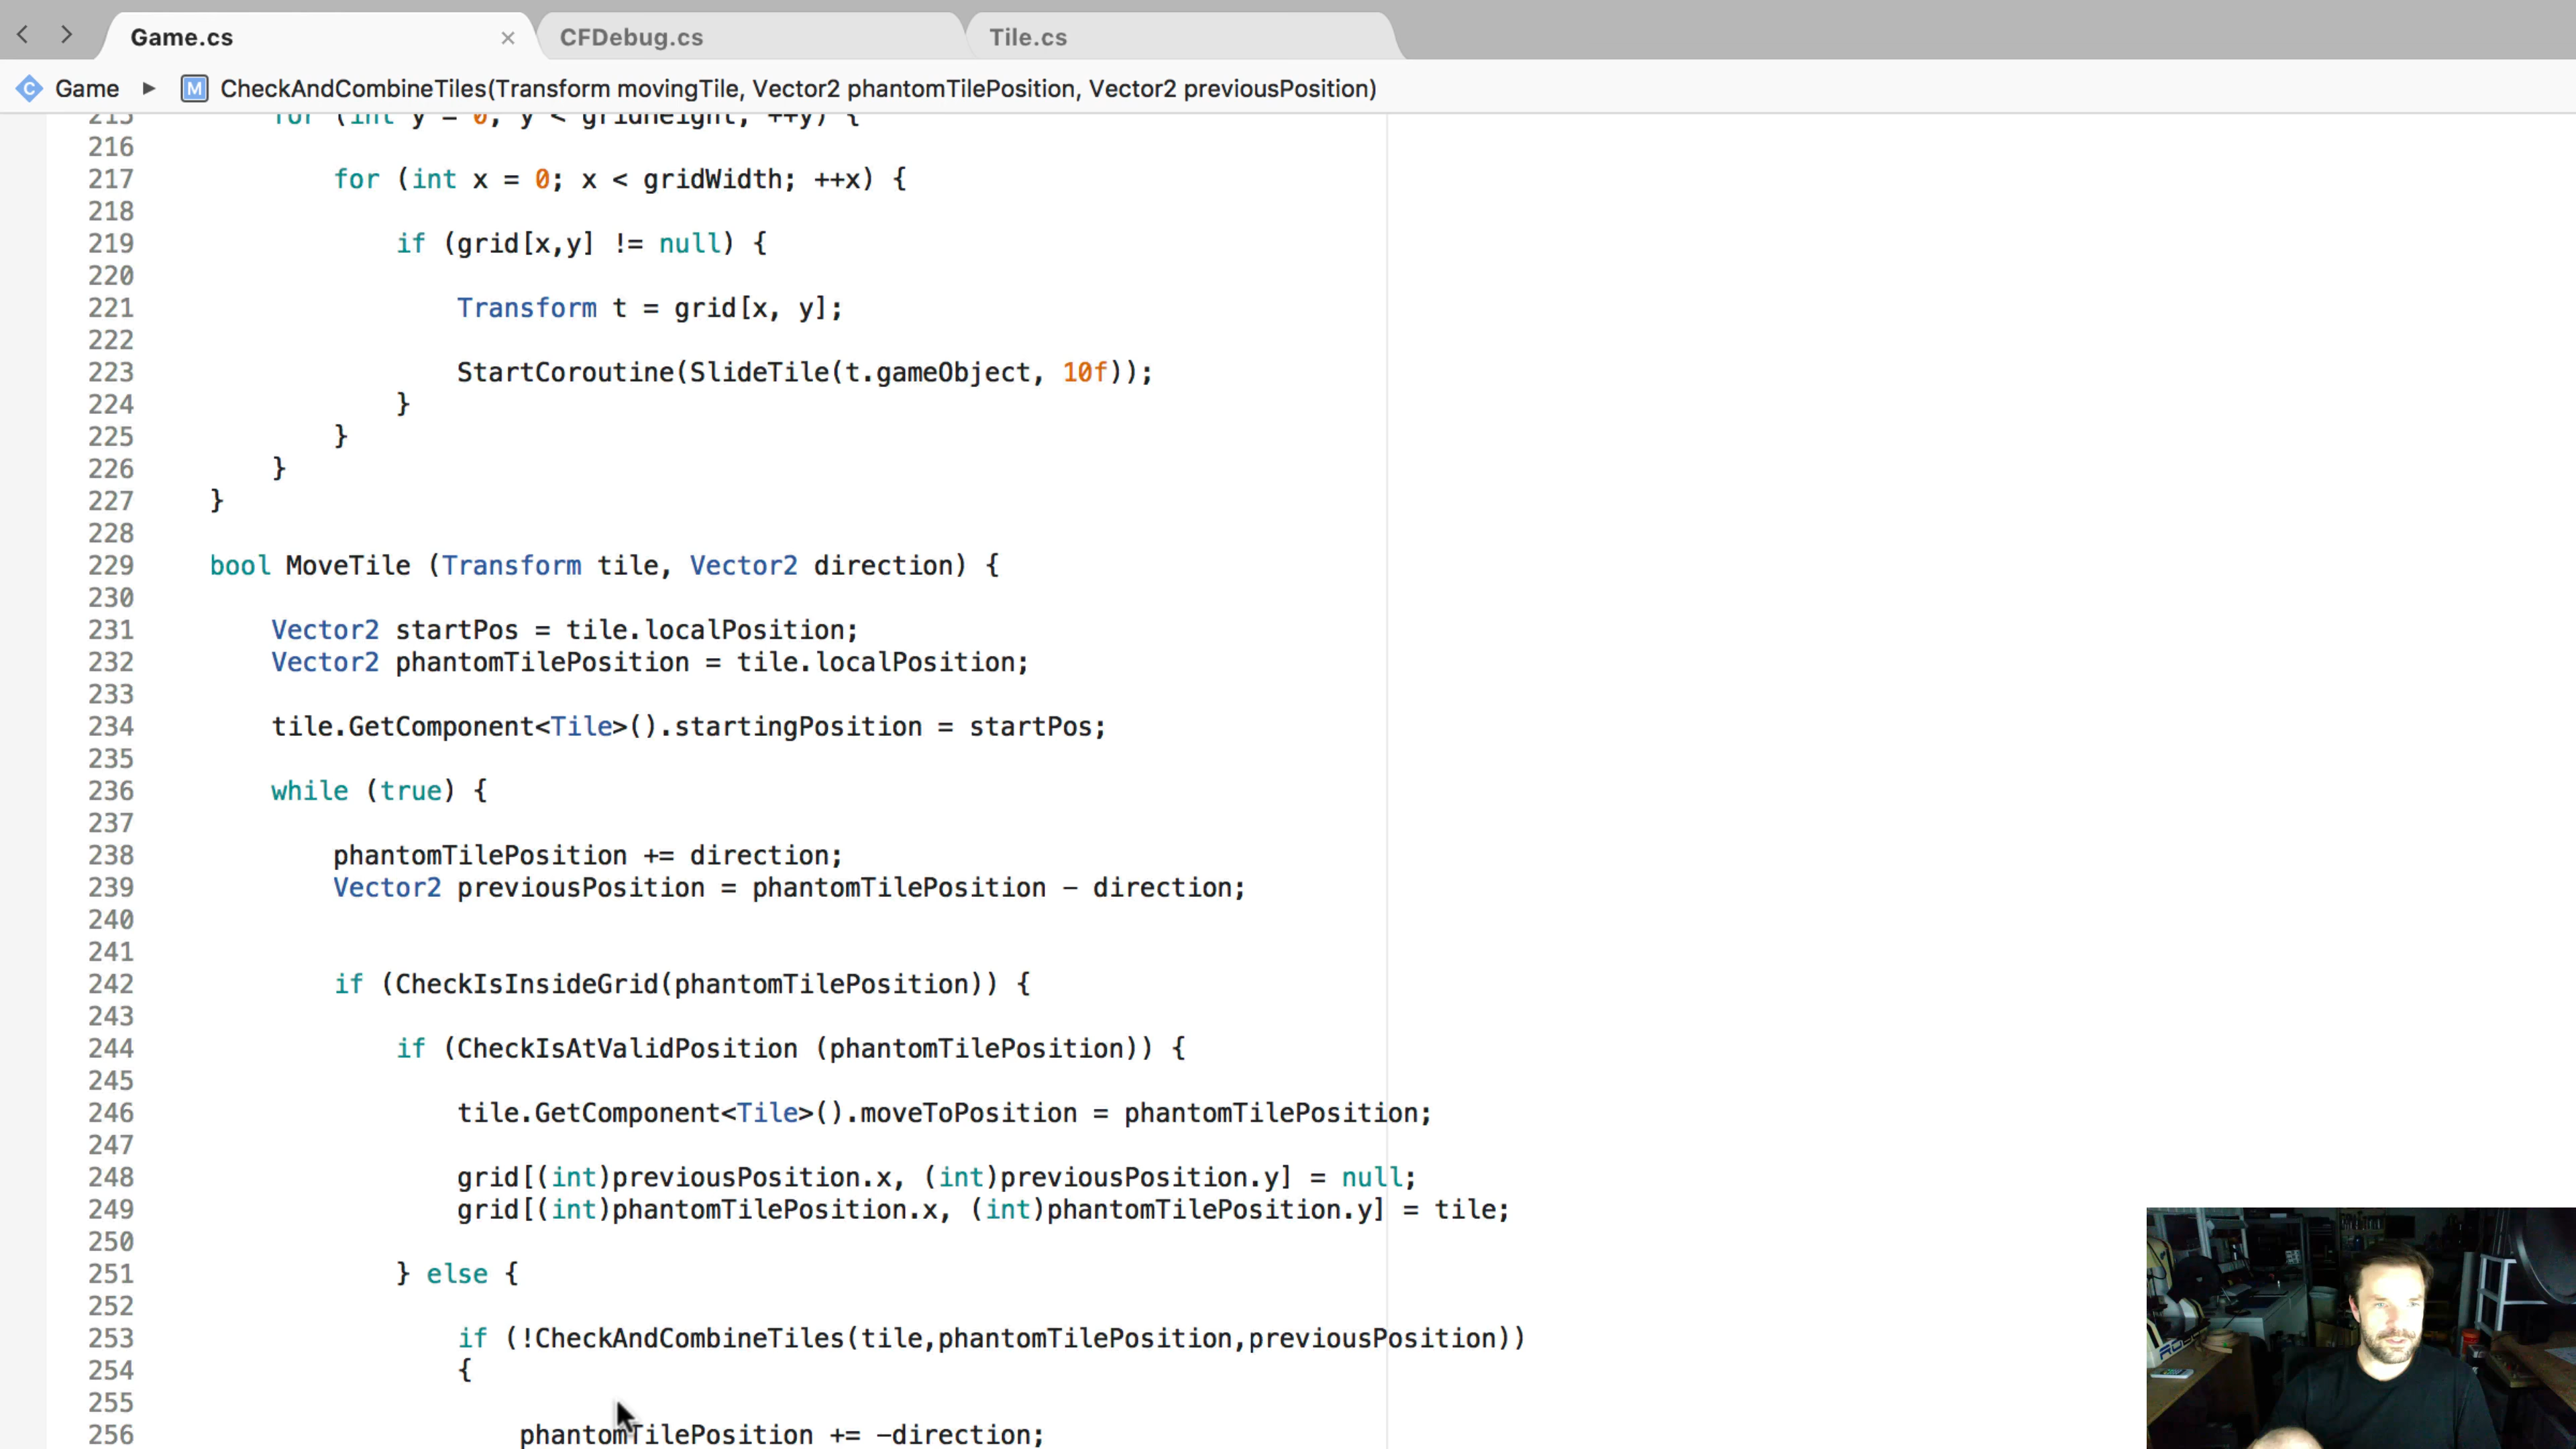 Game.cs × CFDebug.cs Tile.cs
C Game ▶ M CheckAndCombineTiles(Transform movingTile, Vector2 phantomTilePosition, Vector2 previousPosition)
215 for (int y = 0; y < gridHeight; ++y) {
216
217 for (int x = 0; x < gridWidth; ++x) {
218
219 if (grid[x,y] != null) {
220
221 Transform t = grid[x, y];
222
223 StartCoroutine(SlideTile(t.gameObject, 10f));
224 }
225 }
226 }
227 }
228
229 bool MoveTile (Transform tile, Vector2 direction) {
230
231 Vector2 startPos = tile.localPosition;
232 Vector2 phantomTilePosition = tile.localPosition;
233
234 tile.GetComponent<Tile>().startingPosition = startPos;
235
236 while (true) {
237
238 phantomTilePosition += direction;
239 Vector2 previousPosition = phantomTilePosition - direction;
240
241
242 if (CheckIsInsideGrid(phantomTilePosition)) {
243
244 if (CheckIsAtValidPosition (phantomTilePosition)) {
245
246 tile.GetComponent<Tile>().moveToPosition = phantomTilePosition;
247
248 grid[(int)previousPosition.x, (int)previousPosition.y] = null;
249 grid[(int)phantomTilePosition.x, (int)phantomTilePosition.y] = tile;
250
251 } else {
252
253 if (!CheckAndCombineTiles(tile,phantomTilePosition,previousPosition))
254 {
255
256 phantomTilePosition += -direction;